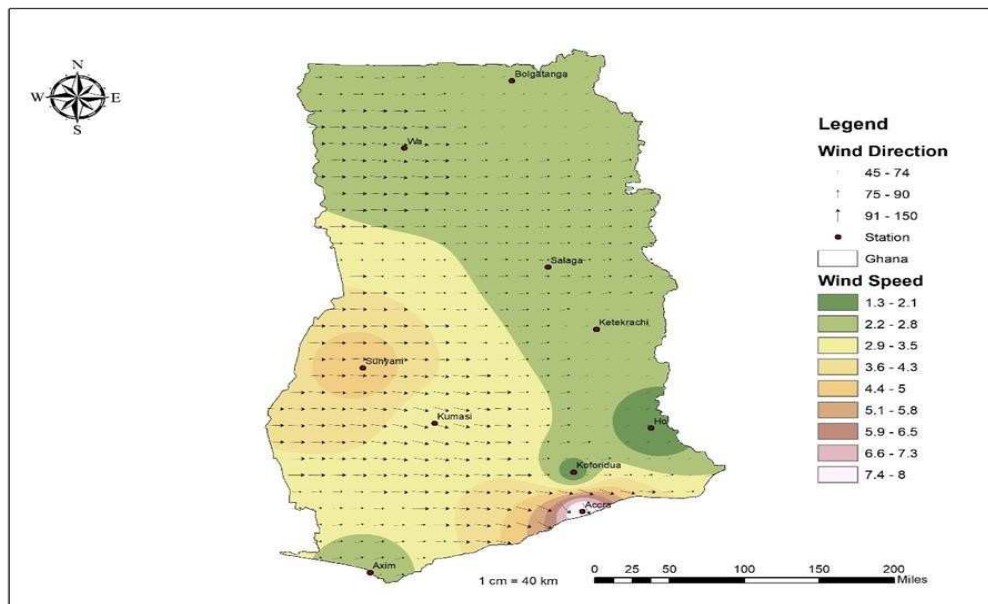 N
W E
S
Bolgatanga
Wa
Salaga
Ketekrachi
Sunyani
Kumasi
Ho
Koforidua
Accra
Axim
Legend
Wind Direction
45 - 74
75 - 90
91 - 150
Station
Ghana
Wind Speed
1.3 - 2.1
2.2 - 2.8
2.9 - 3.5
3.6 - 4.3
4.4 - 5
5.1 - 5.8
5.9 - 6.5
6.6 - 7.3
7.4 - 8
1 cm = 40 km
0 50 100 150 200
Miles